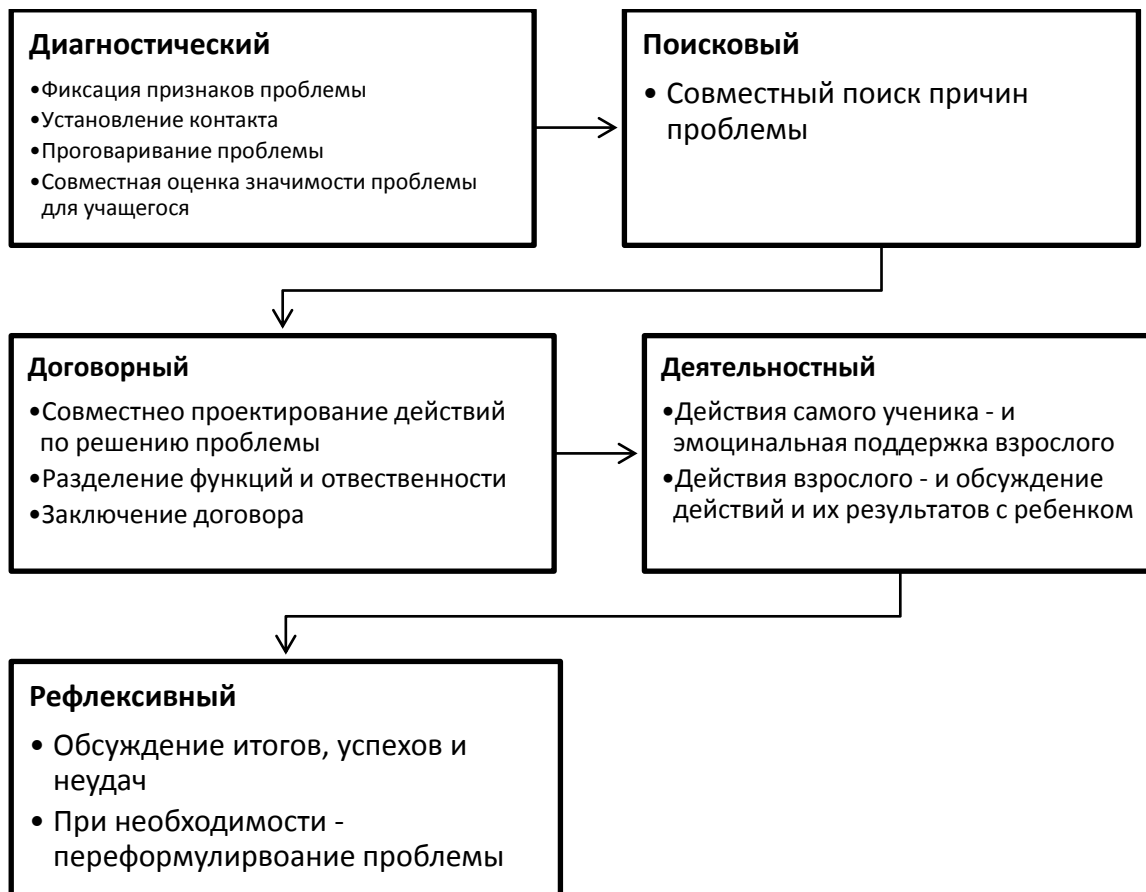 Диагностический
•Фиксация признаков проблемы
•Установление контакта
•Проговаривание проблемы
•Совместная оценка значимости проблемы
для учащегося
Поисковый
• Совместный поиск причин
проблемы
Договорный
•Совместнео проектирование действий
по решению проблемы
•Разделение функций и отвественности
•Заключение договора
Деятельностный
•Действия самого ученика - и
эмоцинальная поддержка взрослого
•Действия взрослого - и обсуждение
действий и их результатов с ребенком
Рефлексивный
• Обсуждение итогов, успехов и
неудач
• При необходимости -
переформулирвоание проблемы